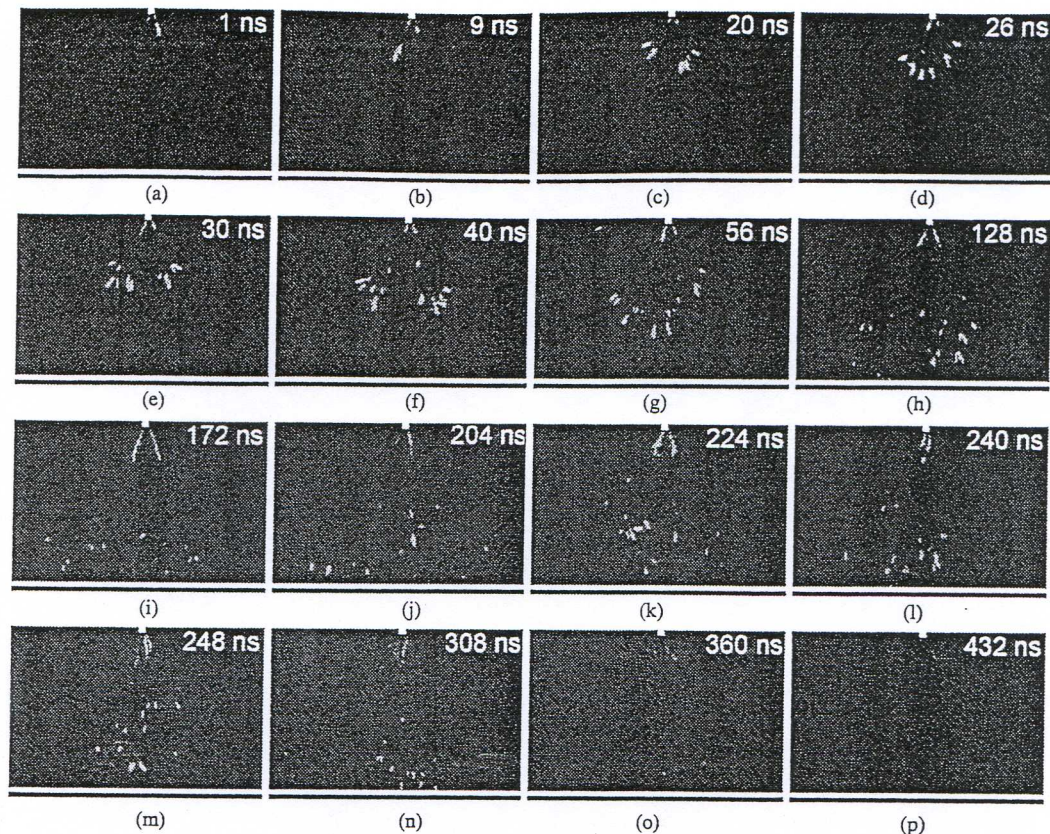 1 ns 9 ns 20 ns 26 ns
(a) (b) (c) (d)
30 ns 40 ns 56 ns 128 ns
(e) (f) (g) (h)
172 ns 204 ns 224 ns 240 ns
(i) (j) (k) (l)
248 ns 308 ns 360 ns 432 ns
(m) (n) (o) (p)